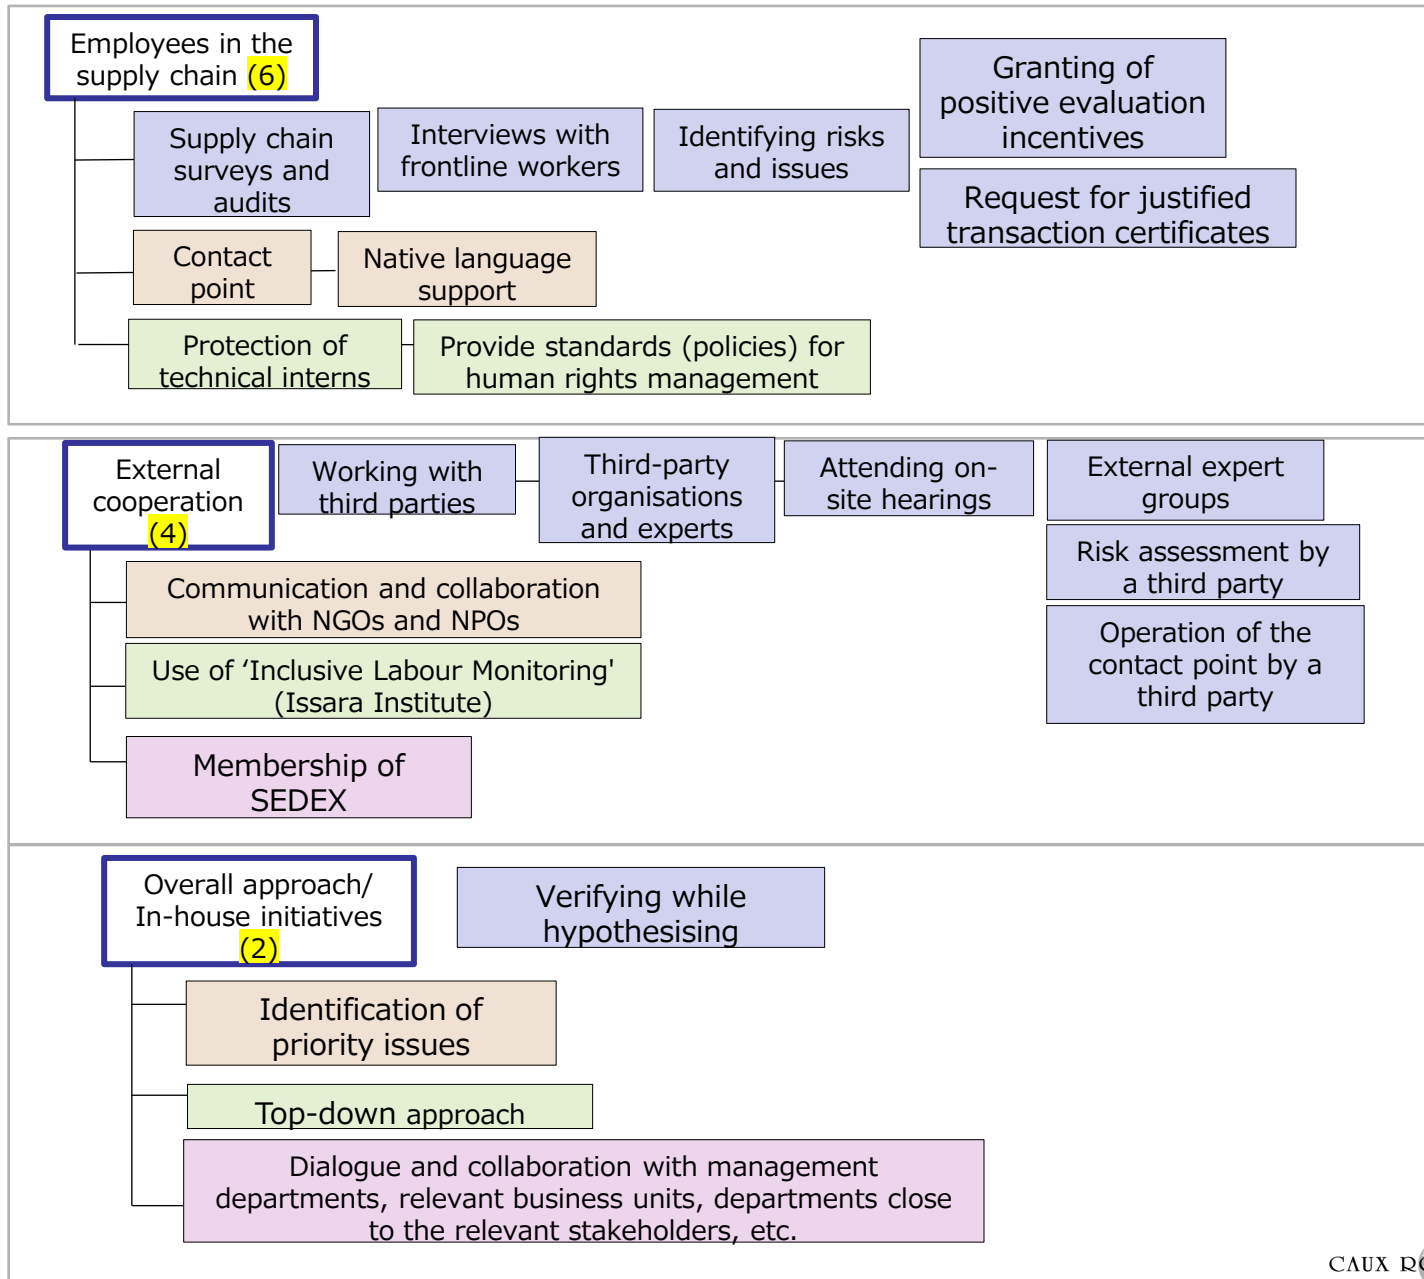 Employees in the
supply chain (6)
Supply chain
surveys and
audits
Interviews with
frontline workers
Identifying risks
and issues
Granting of
positive evaluation
incentives
Request for justified
transaction certificates
Contact
point
Native language
support
Protection of
technical interns
Provide standards (policies) for
human rights management
External
cooperation
(4)
Working with
third parties
Third-party
organisations
and experts
Attending on-
site hearings
External expert
groups
Risk assessment by
a third party
Operation of the
contact point by a
third party
Communication and collaboration
with NGOs and NPOs
Use of ‘Inclusive Labour Monitoring'
(Issara Institute)
Membership of
SEDEX
Overall approach/
In-house initiatives
(2)
Verifying while
hypothesising
Identification of
priority issues
Top-down approach
Dialogue and collaboration with management
departments, relevant business units, departments close
to the relevant stakeholders, etc.
CAUX